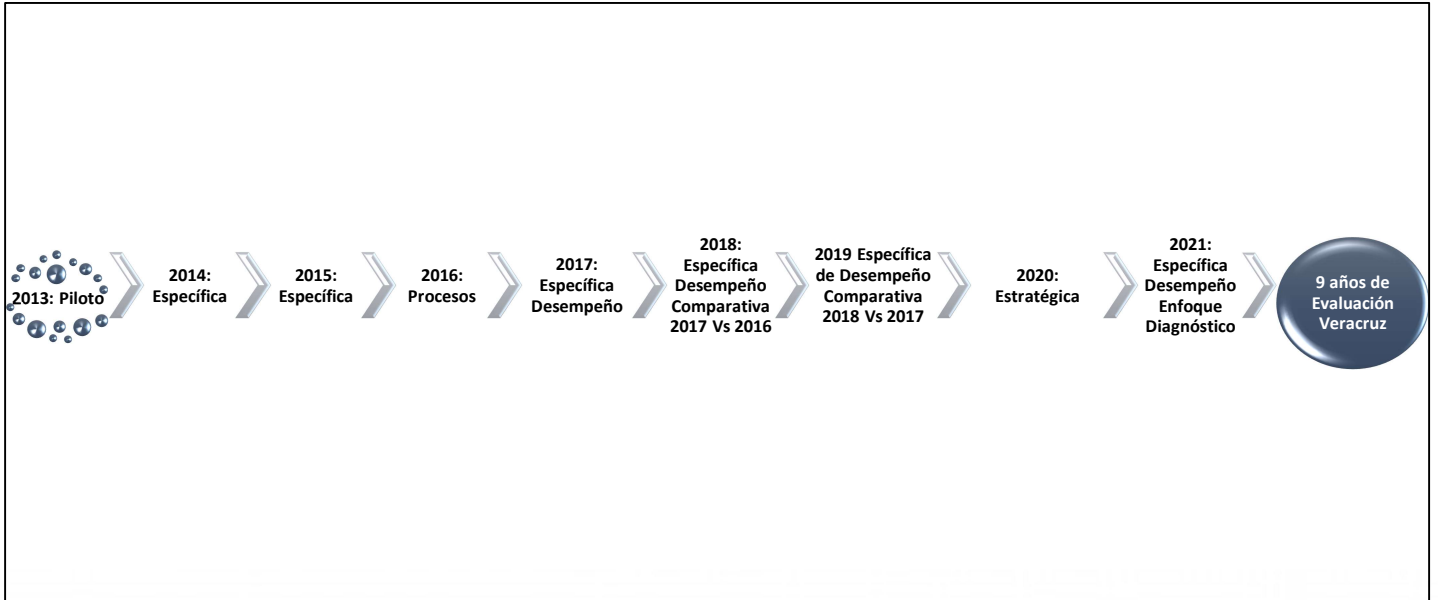 2013: Piloto
2014:
Específica
2015:
Específica
2016:
Procesos
2017:
Específica
Desempeño
2018:
Específica
Desempeño
Comparativa
2017 Vs 2016
2019 Específica
de Desempeño
Comparativa
2018 Vs 2017
2020:
Estratégica
2021:
Específica
Desempeño
Enfoque
Diagnóstico
9 años de
Evaluación
Veracruz